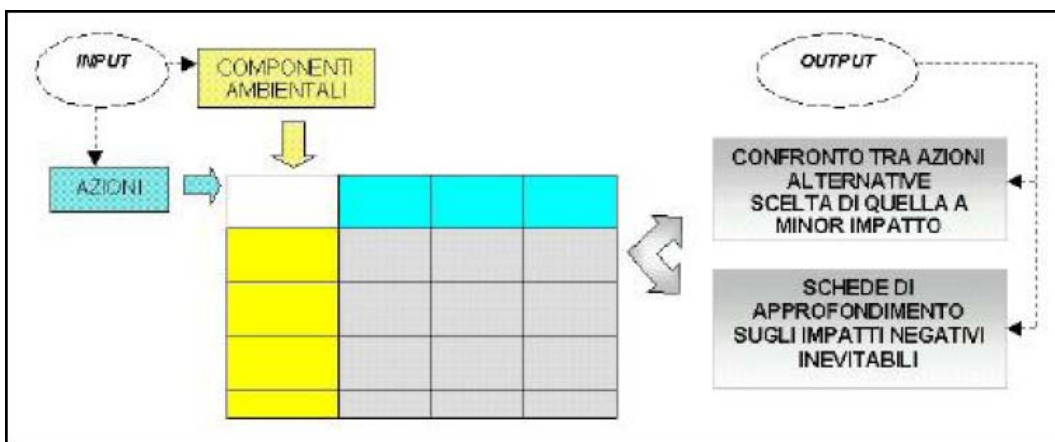 INPUT
COMPONENTI
AMBIENTALI
AZIONI
OUTPUT
CONFRONTO TRA AZIONI
ALTERNATIVE
SCELTA DI QUELLA A
MINOR IMPATTO
SCHEDE DI
APPROFONDIMENTO
SUGLI IMPATTI NEGATIVI
INEVITABILI